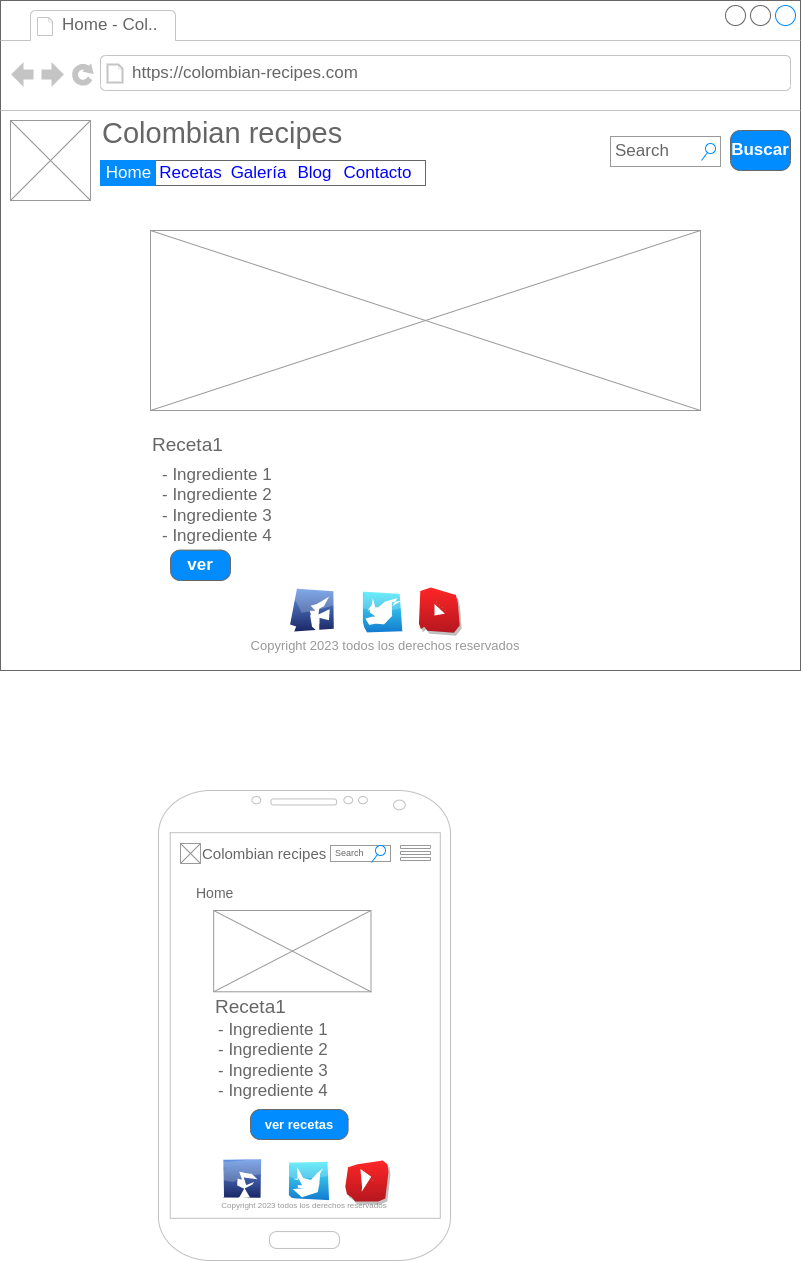 Home - Col..
https://colombian-recipes.com
Colombian recipes
Search
Buscar
Home Recetas Galería Blog Contacto
Receta1
- Ingrediente 1
- Ingrediente 2
- Ingrediente 3
- Ingrediente 4
ver
Copyright 2023 todos los derechos reservados
Colombian recipes
Search
Home
Receta1
- Ingrediente 1
- Ingrediente 2
- Ingrediente 3
- Ingrediente 4
ver recetas
Copyright 2023 todos los derechos reservados